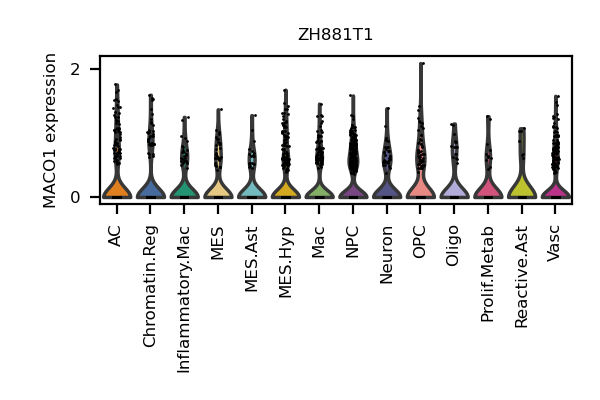 ZH881T1
MACO1 expression
2
0
AC
Chromatin.Reg
Inflammatory.Mac
MES
MES.Ast
MES.Hyp
Mac
NPC
Neuron
OPC
Oligo
Prolif.Metab
Reactive.Ast
Vasc